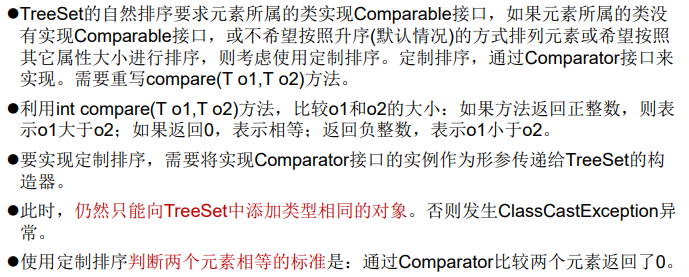 ●TreeSet的自然排序要求元素所属的类实现Comparable接口，如果元素所属的类没
有实现Comparable接口，或不希望按照升序(默认情况)的方式排列元素或希望按照
其它属性大小进行排序，则考虑使用定制排序。定制排序，通过Comparator接口来
实现。需要重写compare(T o1,T o2)方法。
●利用int compare(T o1,T o2)方法，比较o1和o2的大小：如果方法返回正整数，则表
示o1大于o2；如果返回0，表示相等；返回负整数，表示o1小于o2。
●要实现定制排序，需要将实现Comparator接口的实例作为形参传递给TreeSet的构
造器。
●此时，仍然只能向TreeSet中添加类型相同的对象。否则发生ClassCastException异
常。
●使用定制排序判断两个元素相等的标准是：通过Comparator比较两个元素返回了0。